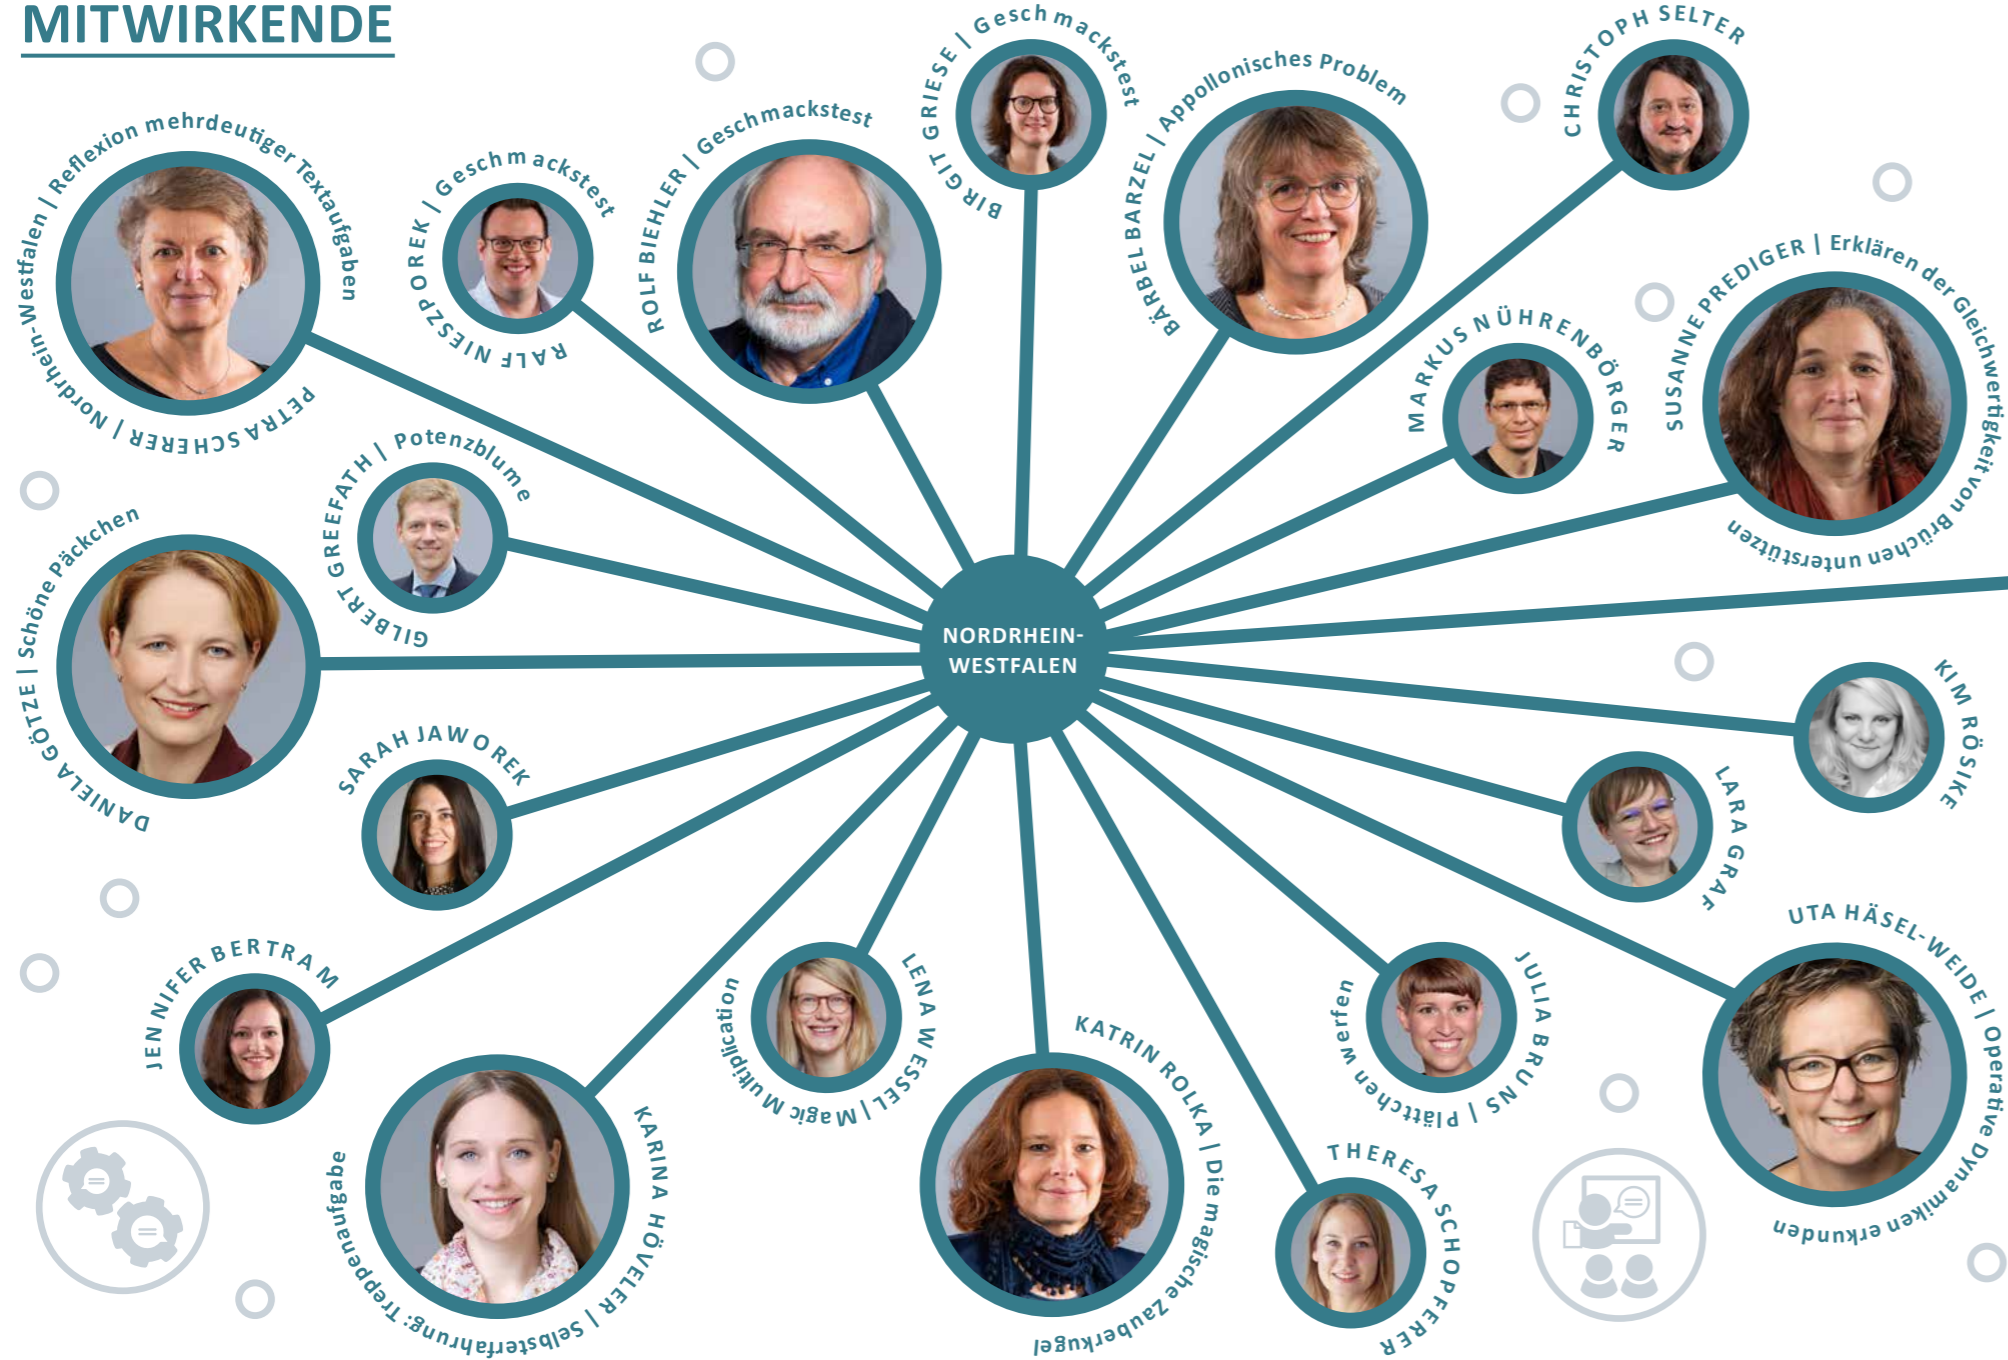 MITWIRKENDE
PETRA SCHERER | Nordrhein-Westfalen | Reflexion mehrdeutiger Textaufgaben
RALF NIESZPOREK | Geschmackstest
ROLF BIEHLER | Geschmackstest
BIRGIT GRIESE | Geschmackstest
BÄRBEL BARZEL | Appollonisches Problem
CHRISTOPH SELTER
MARKUS NÜHRENBÖRGER
SUSANNE PREDIGER | Erklären der Gleichwertigkeit von Brüchen unterstützen
GILBERT GREEFATH | Potenzblume
DANIELA GÖTZE | Schöne Päckchen
NORDRHEIN-
WESTFALEN
KIM RÖSIKE
LARA GRAF
SARAH JAWOREK
JENNIFER BERTRAM
KARINA HÖVELER | Selbsterfahrung: Treppenaufgabe
LENA WESSEL | Magic Multiplication
KATRIN ROLKA | Die magische Zauberkugel
THERESA SCHOPFERER
JULIA BRUNS | Plättchen werfen
UTA HÄSEL-WEIDE | Operative Dynamiken erkunden